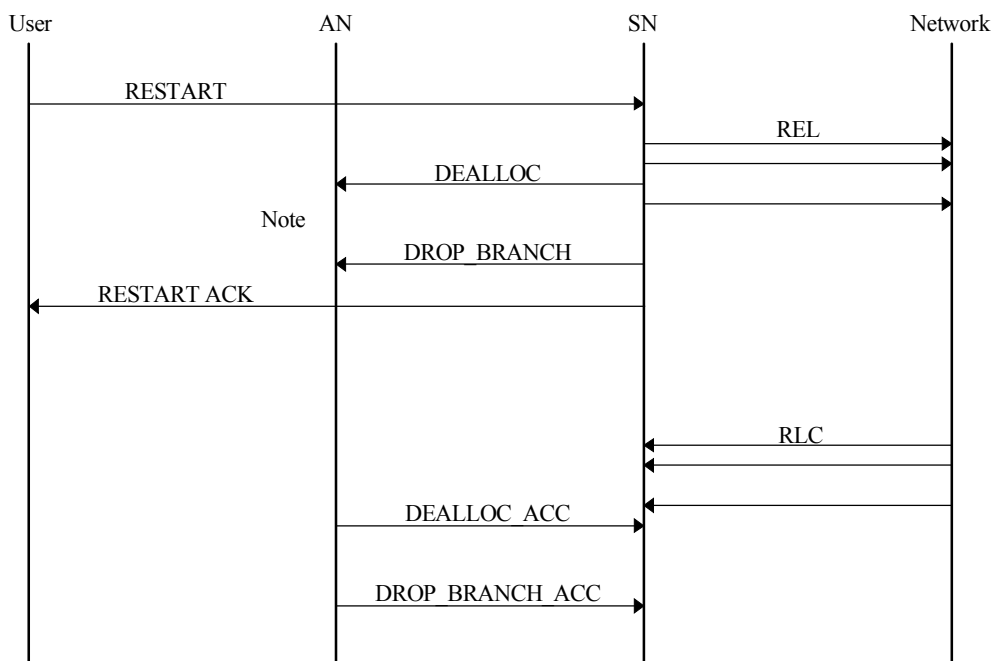 User
AN
SN
Network
RESTART
REL
DEALLOC
Note
DROP_BRANCH
RESTART ACK
RLC
DEALLOC_ACC
DROP_BRANCH_ACC